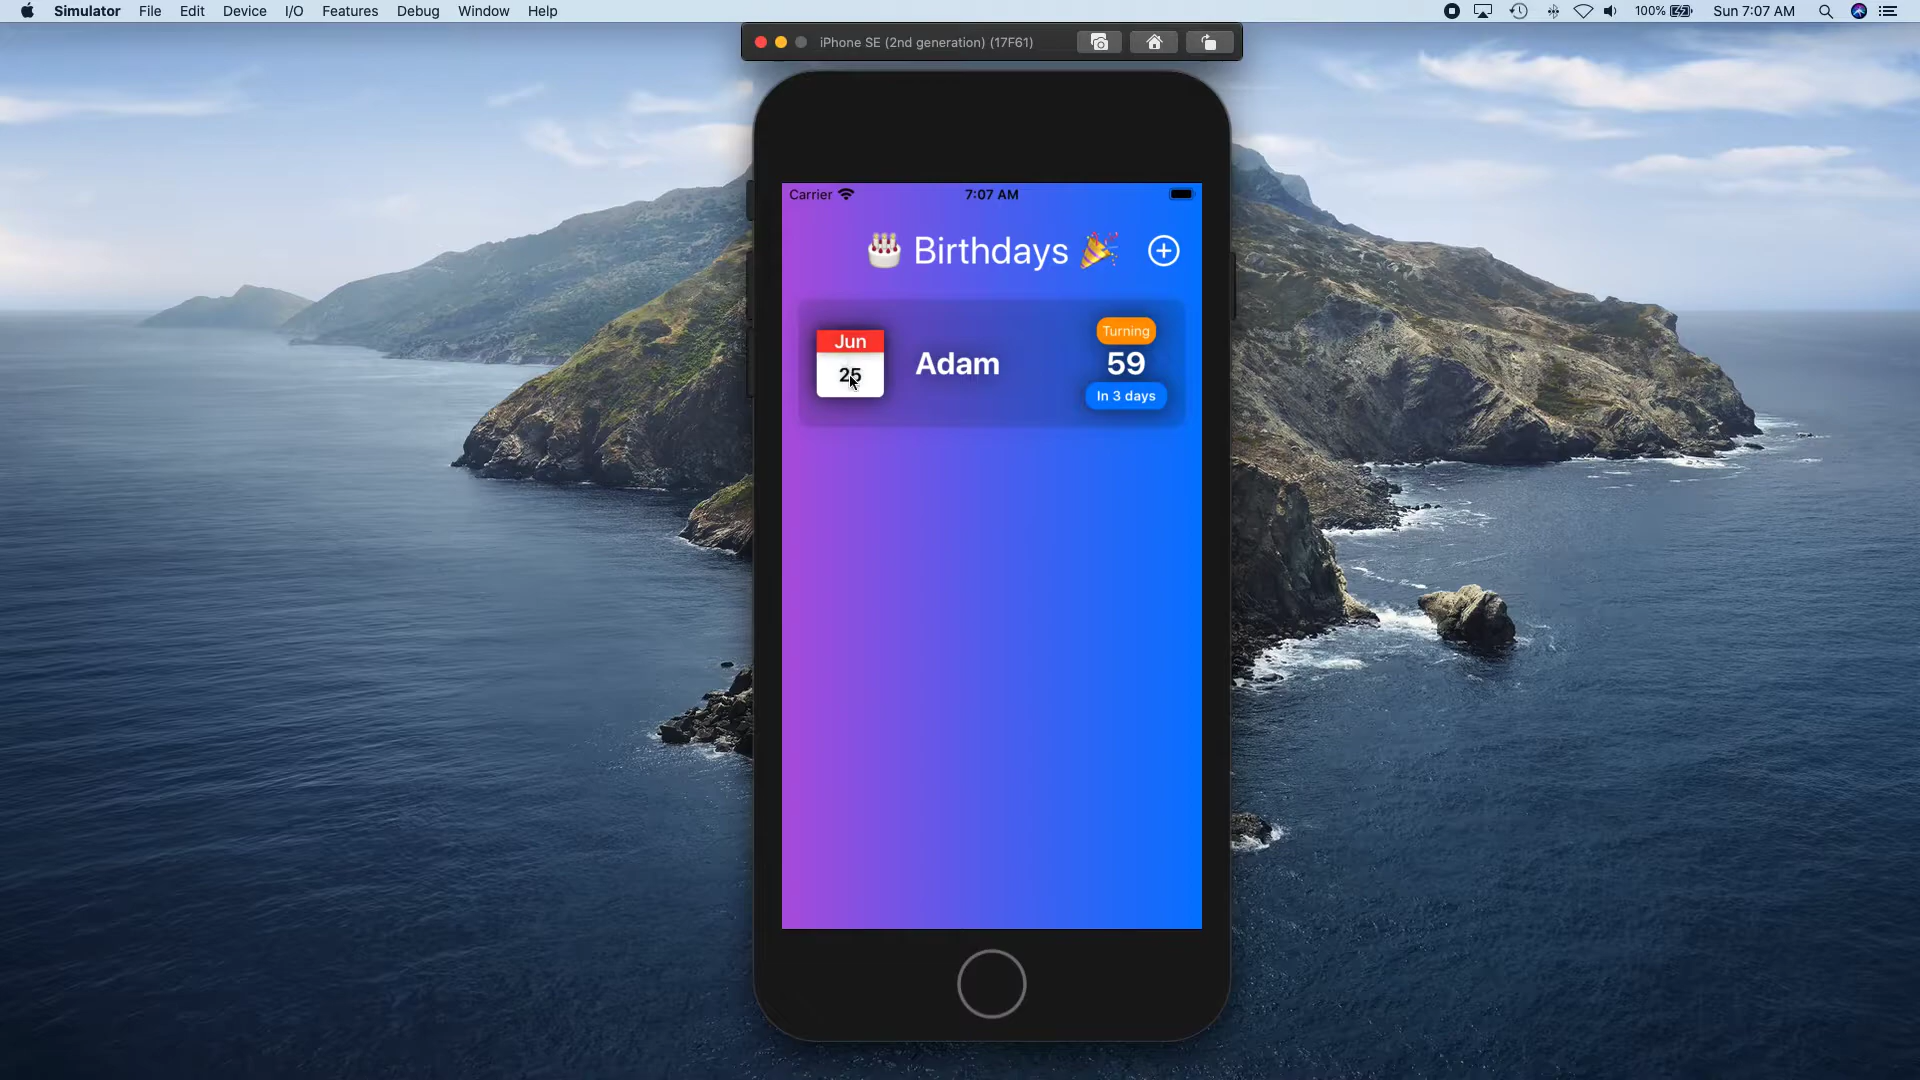 Simulator File Edit Device I/O Features Debug Window Help 100% Sun 7:07 AM
iPhone SE (2nd generation) (17F61)
Carrier 7:07 AM
Birthdays
Jun
25
Adam
Turning
59
In 3 days